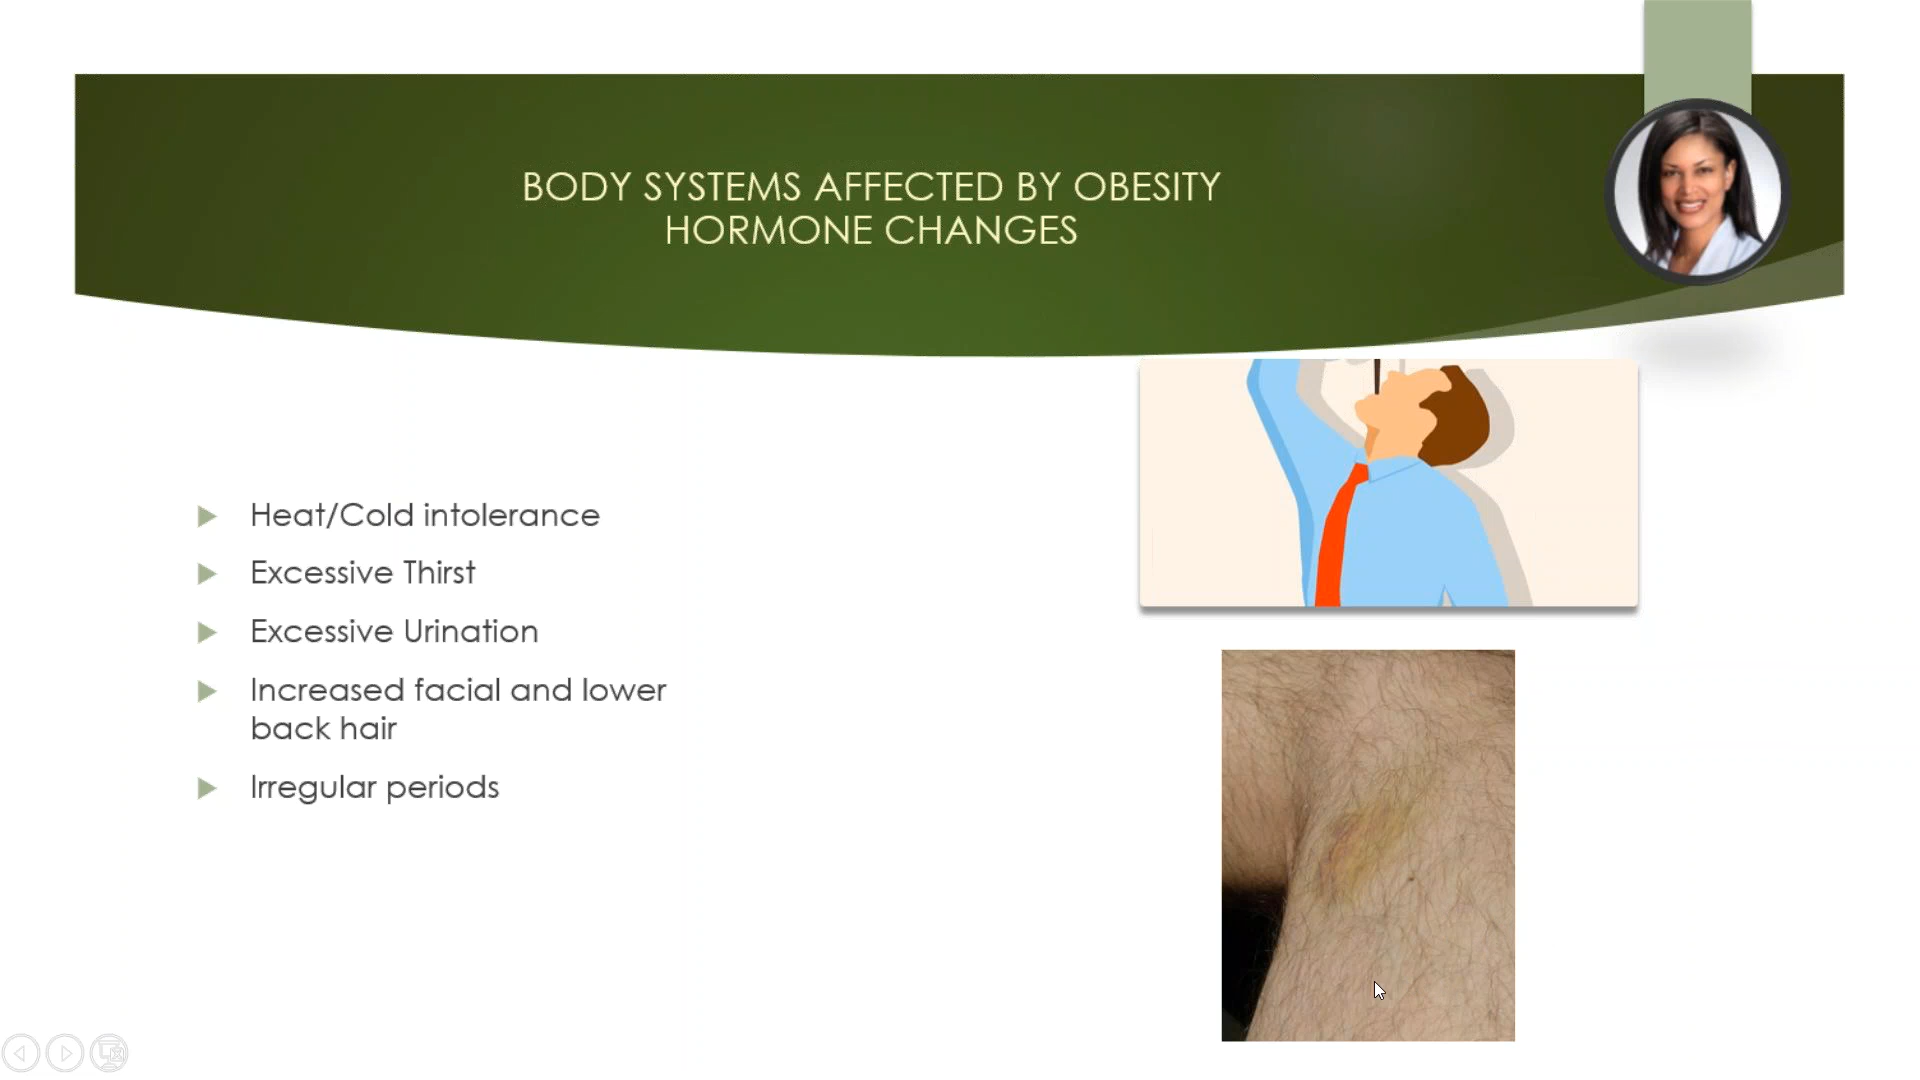 BODY SYSTEMS AFFECTED BY OBESITY
HORMONE CHANGES
Heat/Cold intolerance
Excessive Thirst
Excessive Urination
Increased facial and lower
back hair
Irregular periods